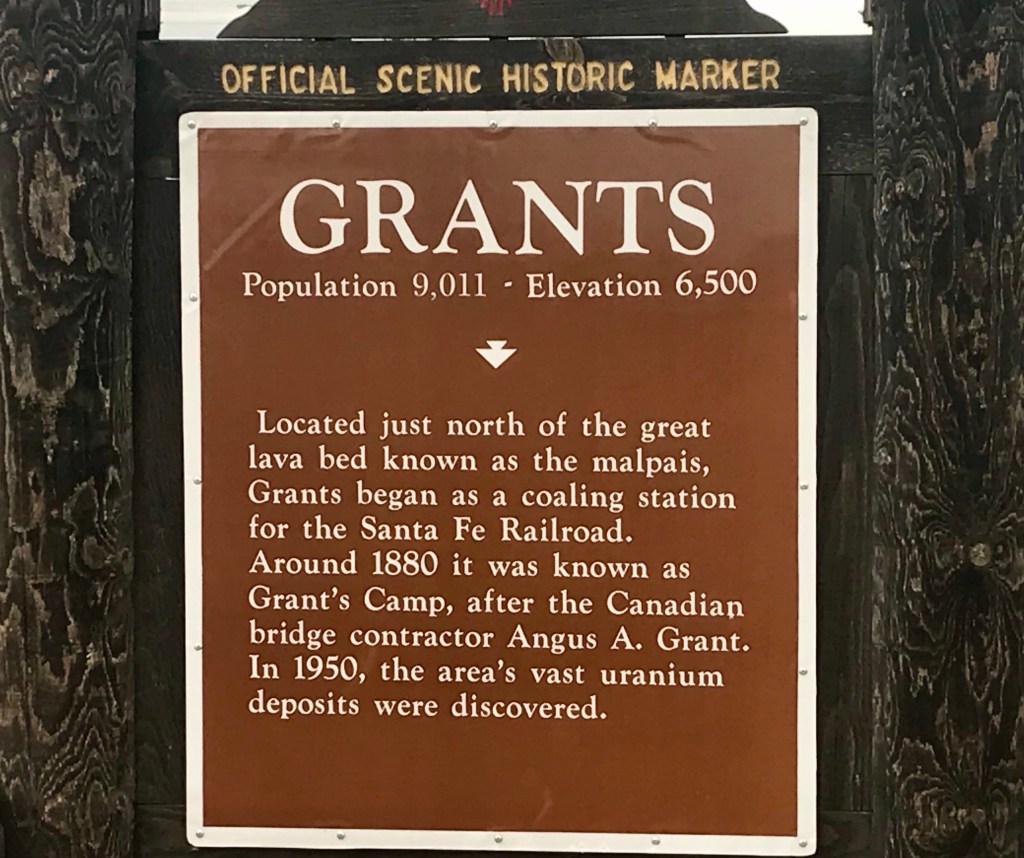 OFFICIAL SCENIC HISTORIC MARKER
GRANTS
Population 9,011 - Elevation 6,500
Located just north of the great
lava bed known as the malpais,
Grants began as a coaling station
for the Santa Fe Railroad.
Around 1880 it was known as
Grant's Camp, after the Canadian
bridge contractor Angus A. Grant.
In 1950, the area's vast uranium
deposits were discovered.